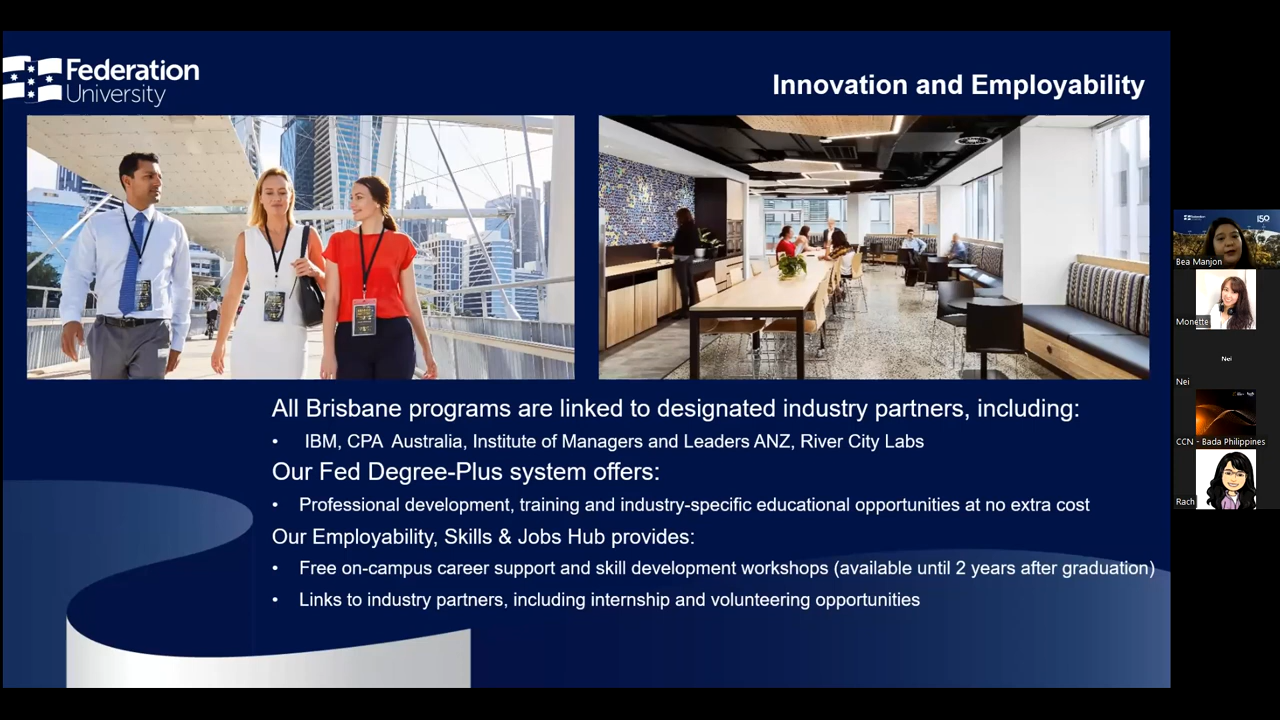 Federation
University
Innovation and Employability
All Brisbane programs are linked to designated industry partners, including:
• IBM, CPA Australia, Institute of Managers and Leaders ANZ, River City Labs
Our Fed Degree-Plus system offers:
• Professional development, training and industry-specific educational opportunities at no extra cost
Our Employability, Skills & Jobs Hub provides:
• Free on-campus career support and skill development workshops (available until 2 years after graduation)
• Links to industry partners, including internship and volunteering opportunities
Bea Manjon
Monette
Nei
Nei
CCN - Bada Philippines
Rach